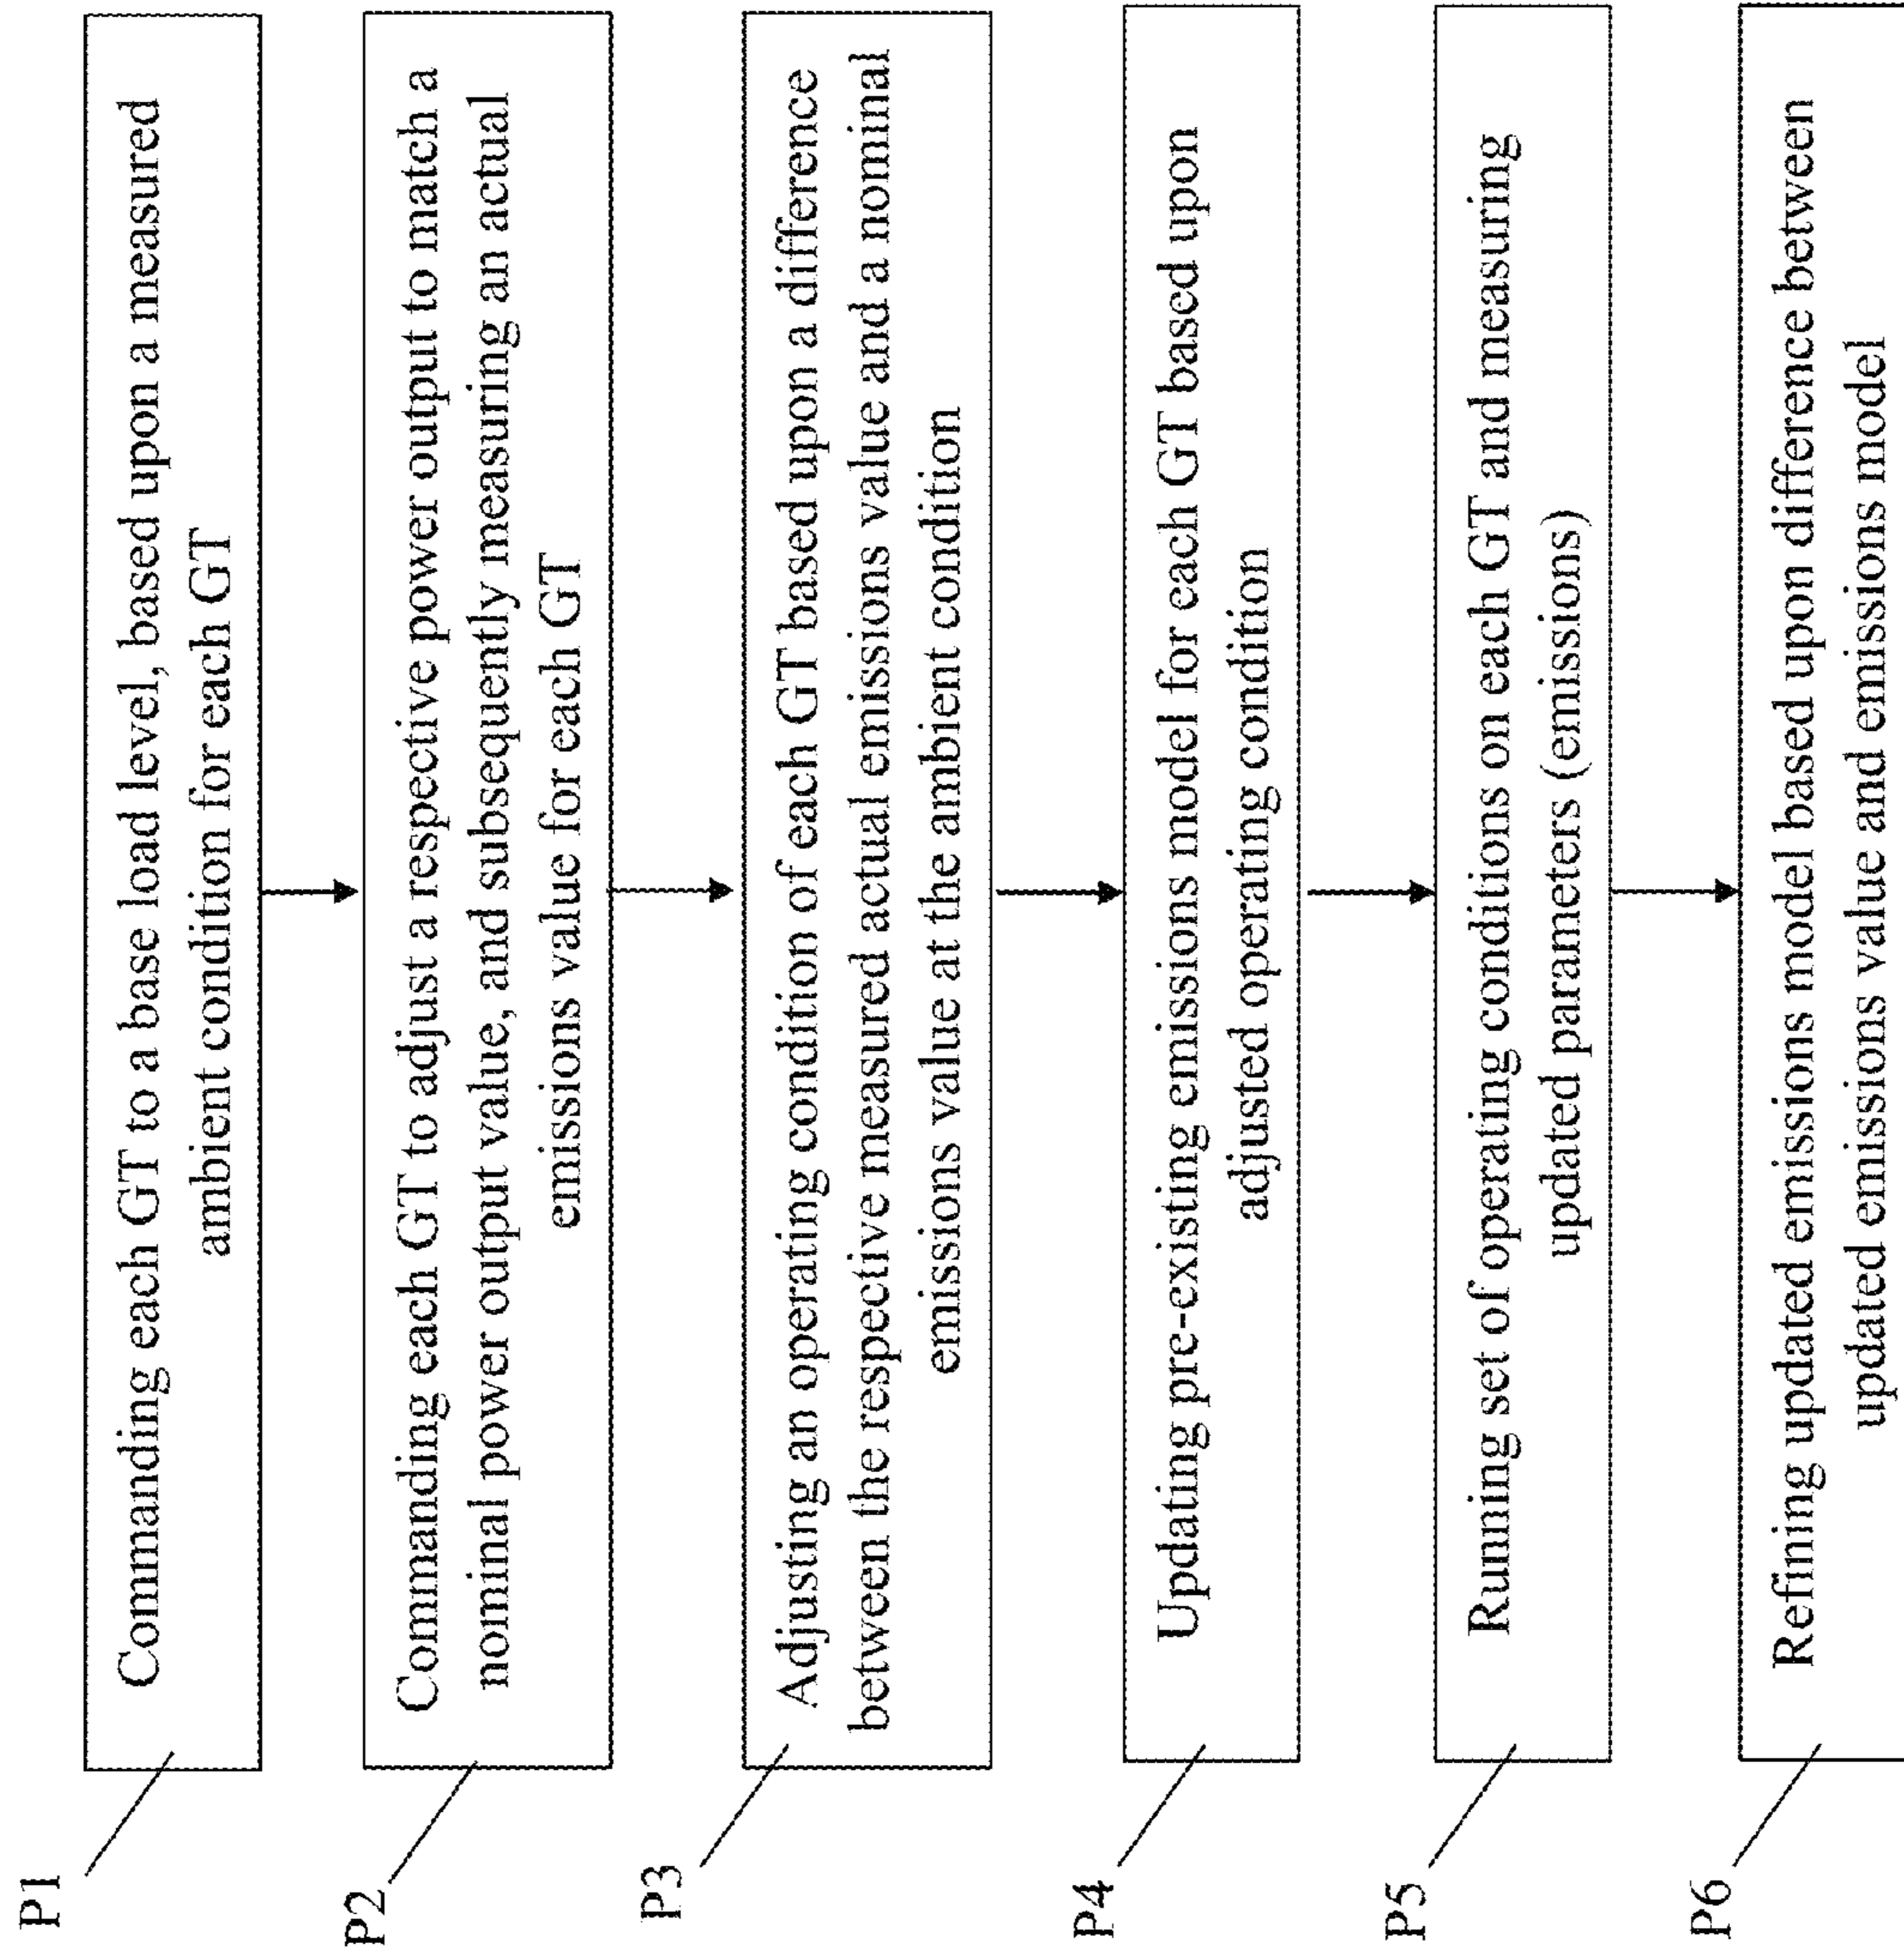 P1
Commanding each GT to a base load level, based upon a measured
ambient condition for each GT
P2
Commanding each GT to adjust a respective power output to match a
nominal power output value, and subsequently measuring an actual
emissions value for each GT
P3
Adjusting an operating condition of each GT based upon a difference
between the respective measured actual emissions value and a nominal
emissions value at the ambient condition
P4
Updating pre-existing emissions model for each GT based upon
adjusted operating condition
P5
Running set of operating conditions on each GT and measuring
updated parameters (emissions)
P6
Refining updated emissions model based upon difference between
updated emissions value and emissions model